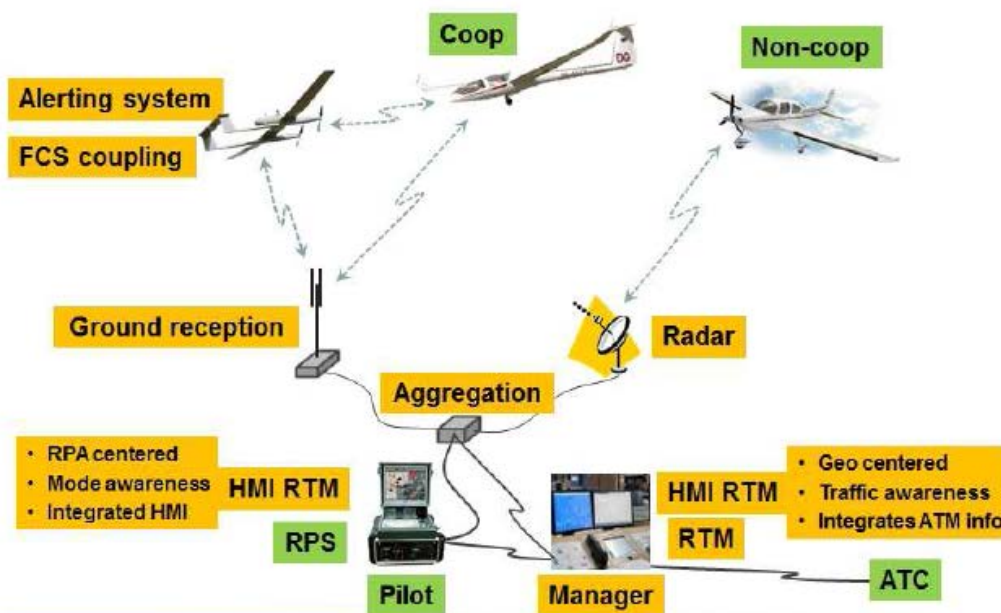 Coop
Non-coop
Alerting system
FCS coupling
DG
Ground reception
Radar
Aggregation
• RPA centered
• Mode awareness
• Integrated HMI
HMI RTM
HMI RTM
• Geo centered
• Traffic awareness
• Integrates ATM info
RPS
RTM
Pilot
Manager
ATC